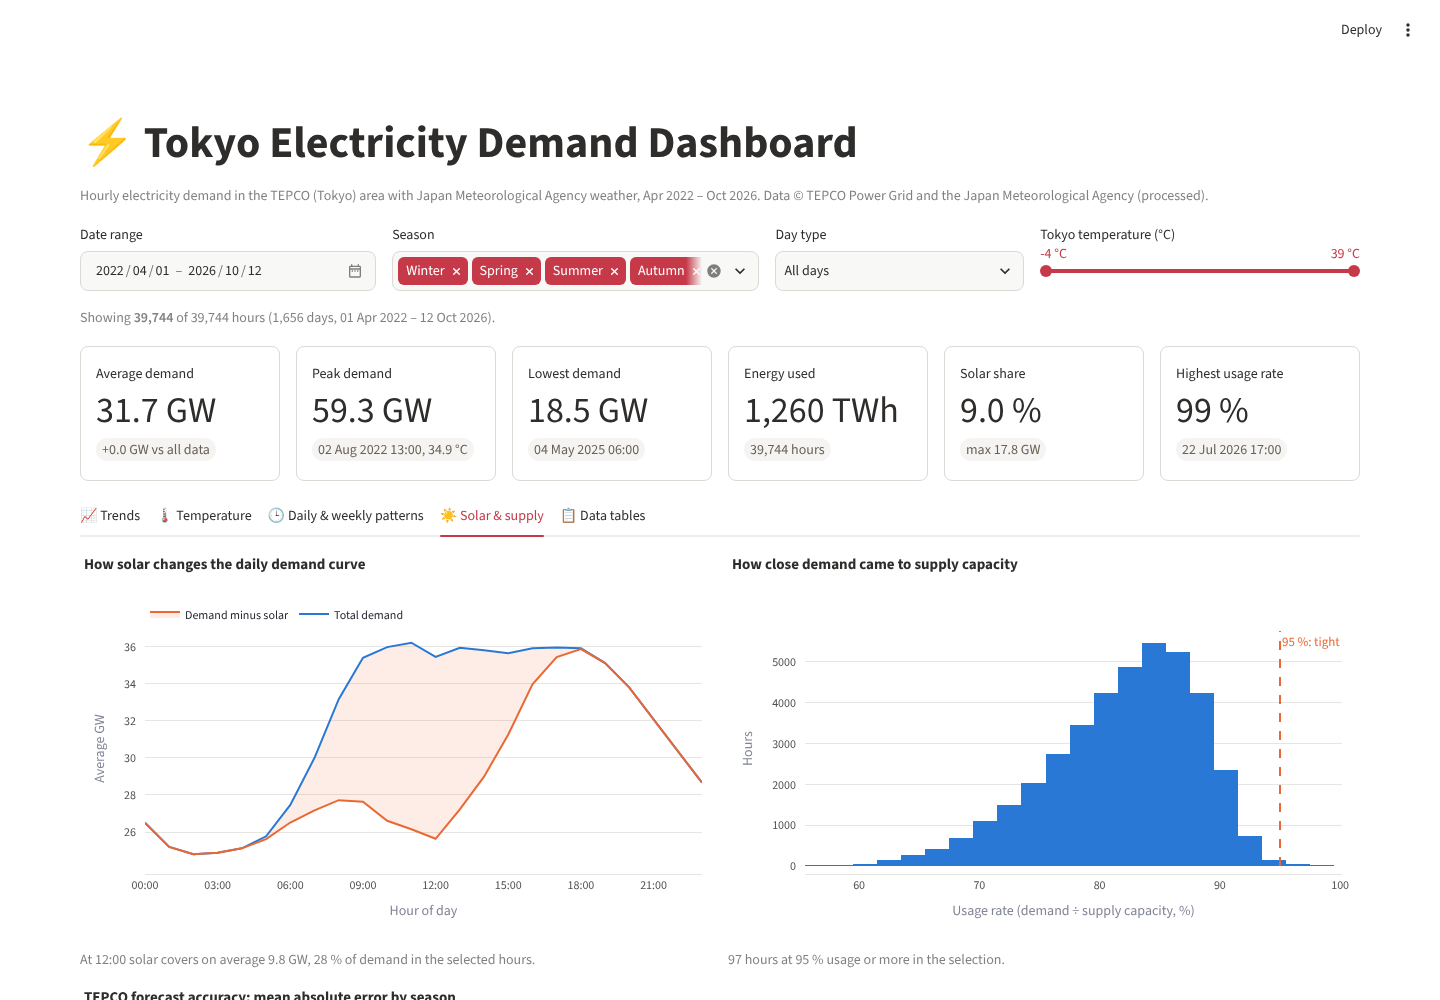 Deploy
⚡ Tokyo Electricity Demand Dashboard
Hourly electricity demand in the TEPCO (Tokyo) area with Japan Meteorological Agency weather, Apr 2022 – Oct 2026. Data © TEPCO Power Grid and the Japan Meteorological Agency (processed).
Date range
2022/04/01 – 2026/10/12
Season
Winter × Spring × Summer × Autumn ×
Day type
All days
Tokyo temperature (°C)
-4 °C 39 °C
Showing 39,744 of 39,744 hours (1,656 days, 01 Apr 2022 – 12 Oct 2026).
Average demand
31.7 GW
+0.0 GW vs all data
Peak demand
59.3 GW
02 Aug 2022 13:00, 34.9 °C
Lowest demand
18.5 GW
04 May 2025 06:00
Energy used
1,260 TWh
39,744 hours
Solar share
9.0 %
max 17.8 GW
Highest usage rate
99 %
22 Jul 2026 17:00
📈 Trends 🌡️ Temperature 🕒 Daily & weekly patterns ☀️ Solar & supply 📋 Data tables
How solar changes the daily demand curve
Demand minus solar Total demand
Average GW
36
34
32
30
28
26
00:00 03:00 06:00 09:00 12:00 15:00 18:00 21:00
Hour of day
At 12:00 solar covers on average 9.8 GW, 28 % of demand in the selected hours.
How close demand came to supply capacity
95 %: tight
Hours
5000
4000
3000
2000
1000
0
60 70 80 90 100
Usage rate (demand ÷ supply capacity, %)
97 hours at 95 % usage or more in the selection.
TEPCO forecast accuracy: mean absolute error by season